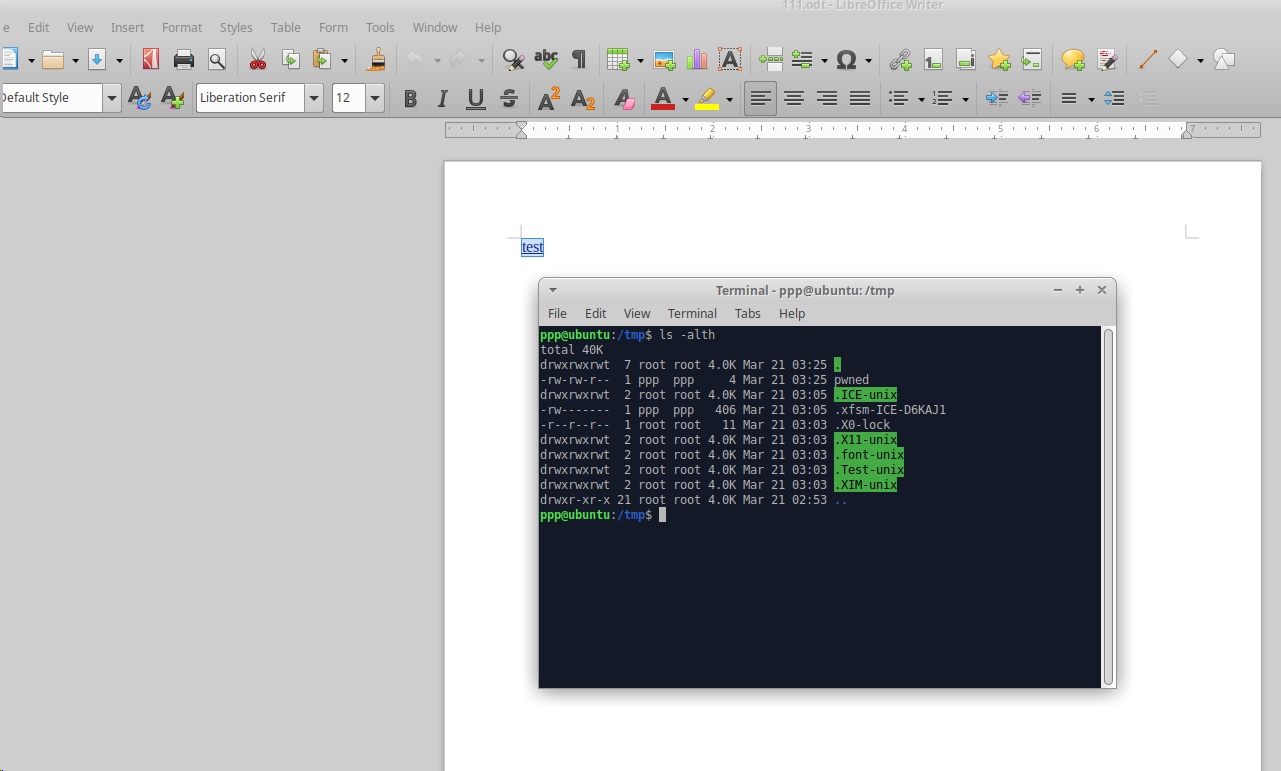 111.odt - LibreOffice Writer
e Edit View Insert Format Styles Table Form Tools Window Help
Default Style Liberation Serif 12
1 2 3 4 5 6 7
test
Terminal - ppp@ubuntu: /tmp
File Edit View Terminal Tabs Help
ppp@ubuntu:/tmp$ ls -alth
total 40K
drwxrwxrwt  7 root root 4.0K Mar 21 03:25 .
-rw-rw-r--  1 ppp  ppp     4 Mar 21 03:25 pwned
drwxrwxrwt  2 root root 4.0K Mar 21 03:05 .ICE-unix
-rw-------  1 ppp  ppp   406 Mar 21 03:05 .xfsm-ICE-D6KAJ1
-r--r--r--  1 root root   11 Mar 21 03:03 .X0-lock
drwxrwxrwt  2 root root 4.0K Mar 21 03:03 .X11-unix
drwxrwxrwt  2 root root 4.0K Mar 21 03:03 .font-unix
drwxrwxrwt  2 root root 4.0K Mar 21 03:03 .Test-unix
drwxrwxrwt  2 root root 4.0K Mar 21 03:03 .XIM-unix
drwxr-xr-x 21 root root 4.0K Mar 21 02:53 ..
ppp@ubuntu:/tmp$